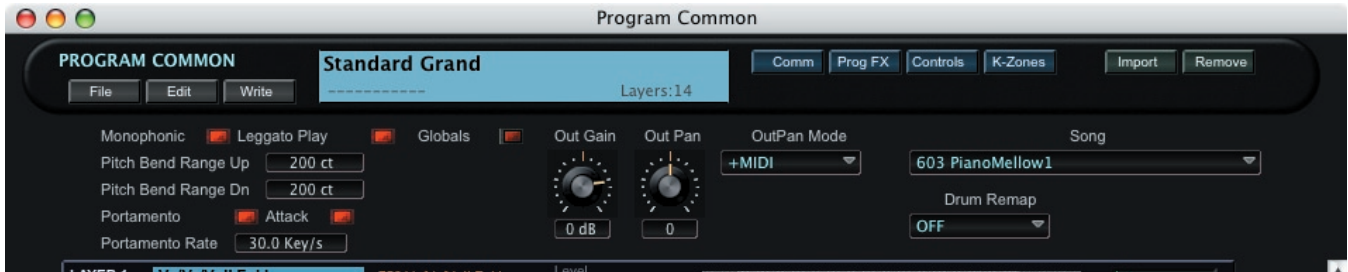 Program Common
PROGRAM COMMON
Standard Grand
Comm Prog FX Controls K-Zones Import Remove
File Edit Write
----------- Layers:14
Monophonic Leggato Play Globals Out Gain Out Pan OutPan Mode Song
Pitch Bend Range Up 200 ct +MIDI 603 PianoMellow1
Pitch Bend Range Dn 200 ct
Drum Remap
Portamento Attack
0 dB 0 OFF
Portamento Rate 30.0 Key/s